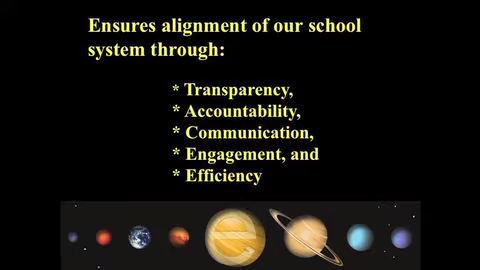 Ensures alignment of our school
system through:
* Transparency,
* Accountability,
* Communication,
* Engagement, and
* Efficiency